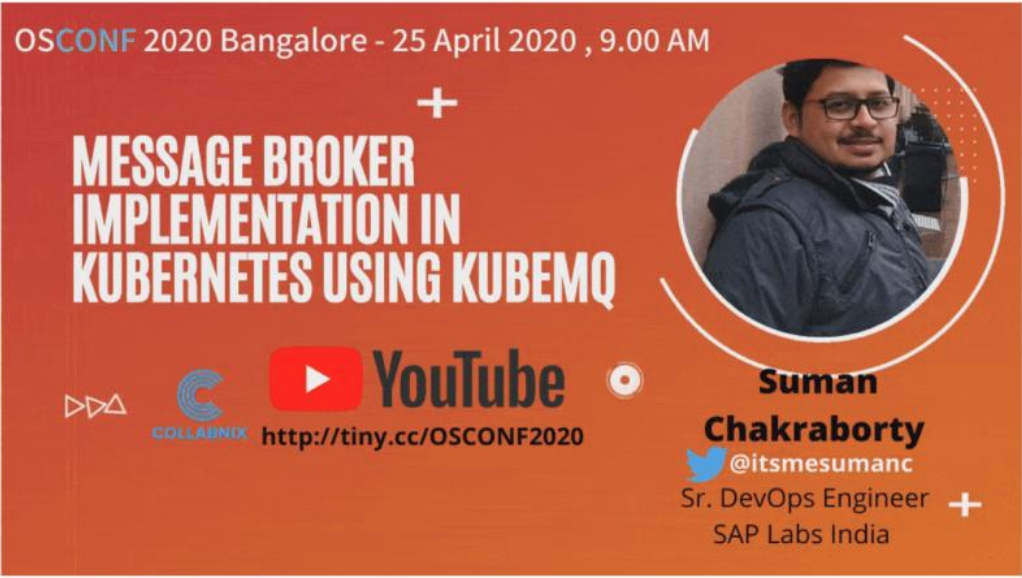 OSCONF 2020 Bangalore - 25 April 2020 , 9.00 AM
MESSAGE BROKER
IMPLEMENTATION IN
KUBERNETES USING KUBEMQ
YouTube
COLLABNIX
http://tiny.cc/OSCONF2020
Suman
Chakraborty
@itsmesumanc
Sr. DevOps Engineer
SAP Labs India